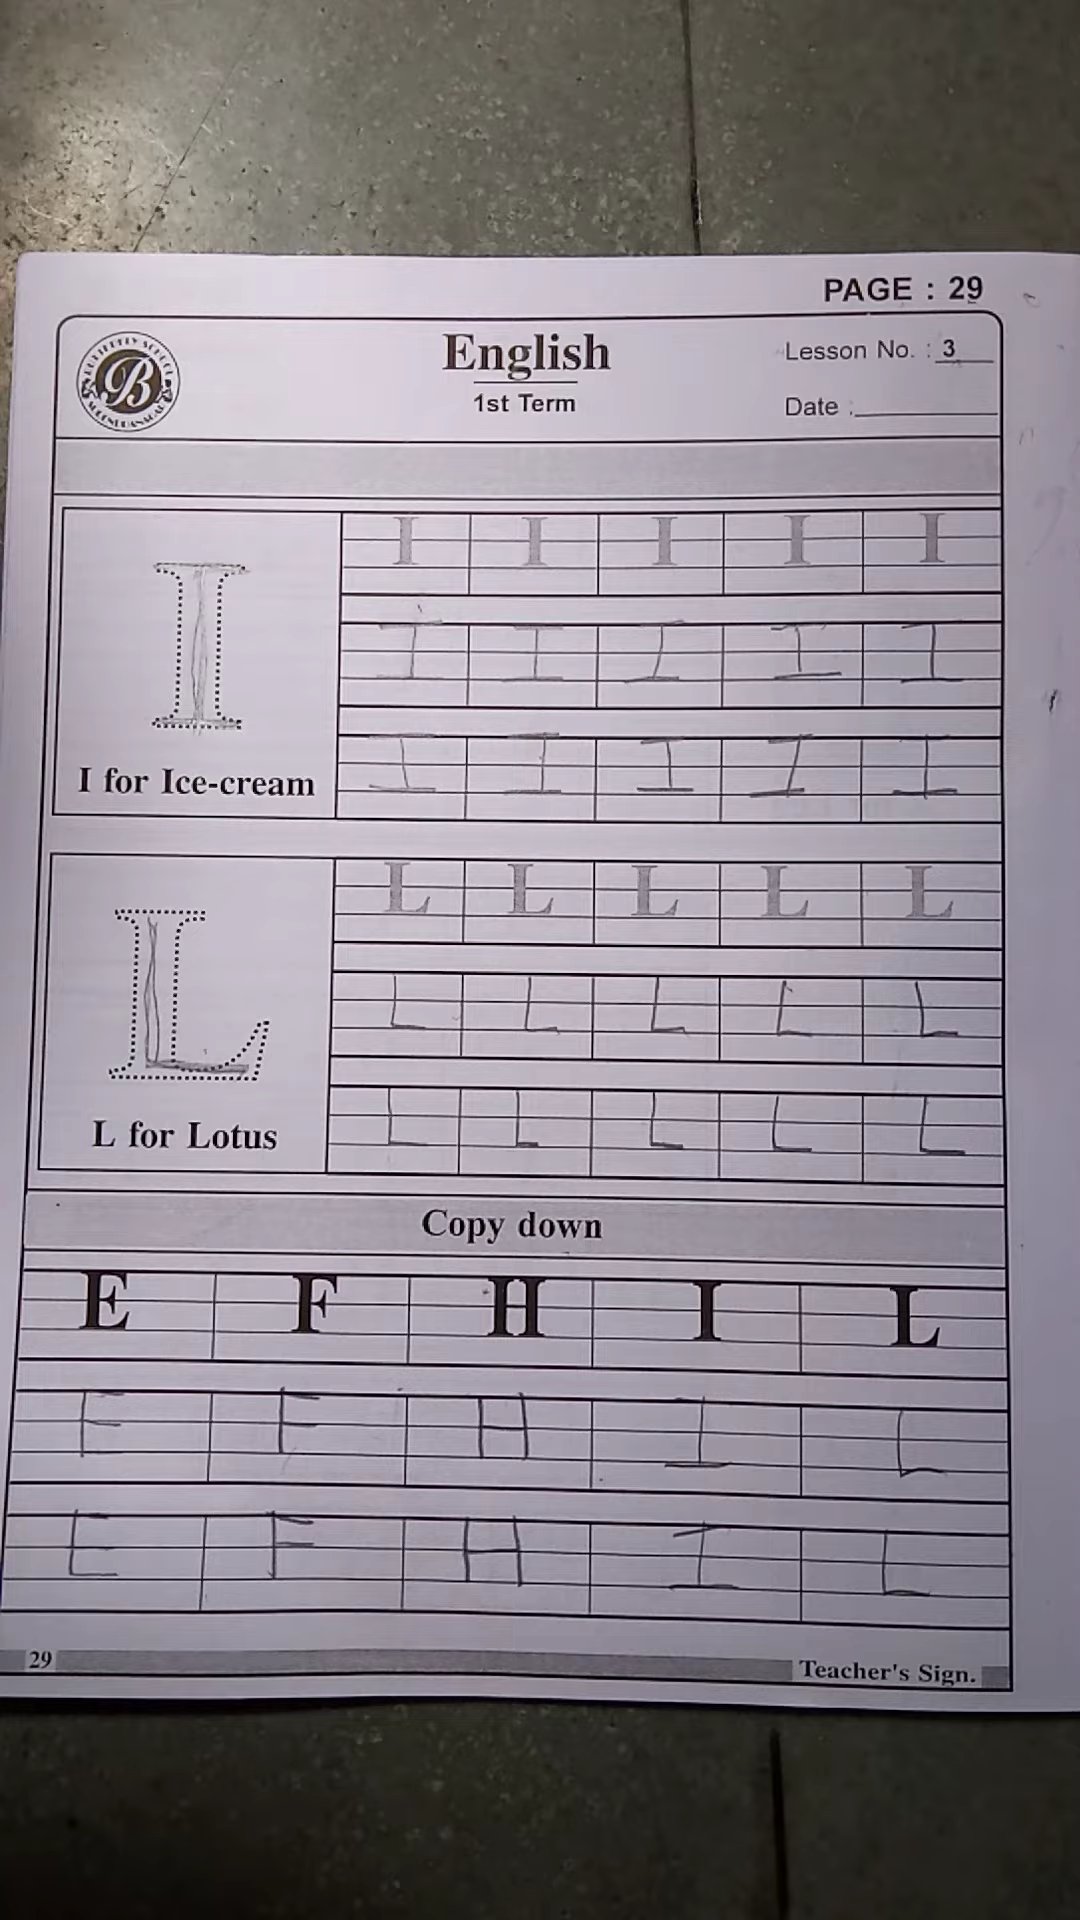 PAGE : 29
English
1st Term
Lesson No. : 3
Date :
B
I I I I I
I I I I I
I I I I I
I for Ice-cream
L L L L L
L L L L L
L L L L L
L for Lotus
Copy down
E F H I L
E F H I L
E F H I L
29
Teacher's Sign.